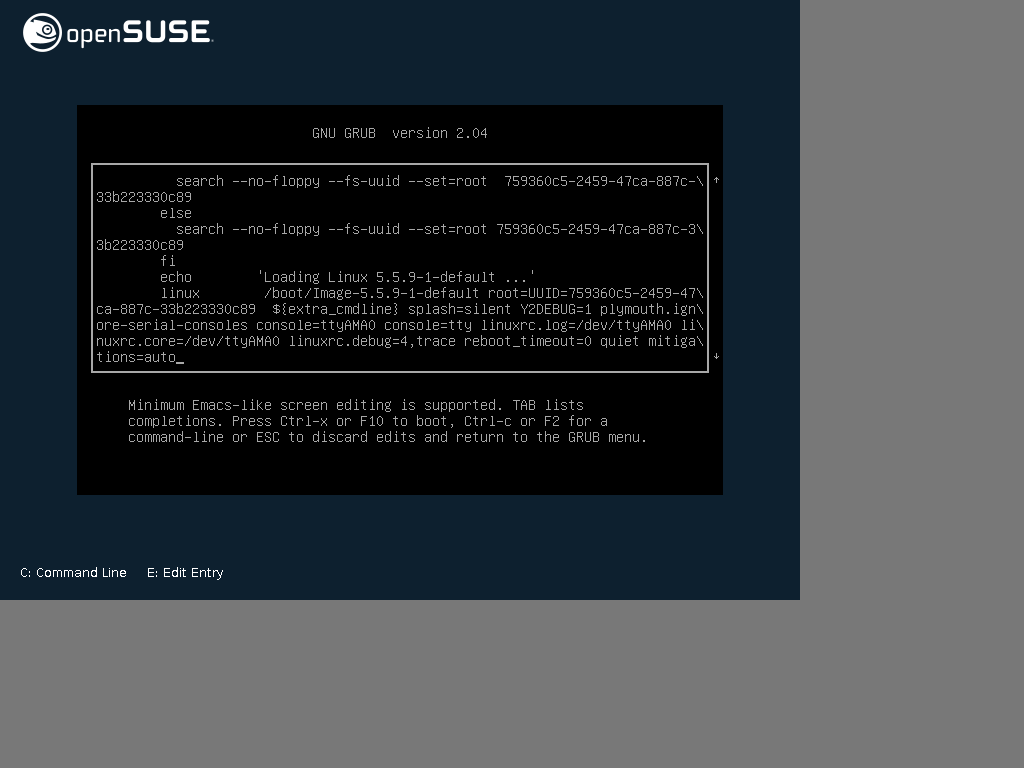 openSUSE.
GNU GRUB  version 2.04
search --no-floppy --fs-uuid --set=root  759360c5-2459-47ca-887c-\ ↑
33b223330c89
else
search --no-floppy --fs-uuid --set=root 759360c5-2459-47ca-887c-3\
3b223330c89
fi
echo        'Loading Linux 5.5.9-1-default ...'
linux        /boot/Image-5.5.9-1-default root=UUID=759360c5-2459-47\
ca-887c-33b223330c89  ${extra_cmdline} splash=silent Y2DEBUG=1 plymouth.ign\
ore-serial-consoles console=ttyAMA0 console=tty linuxrc.log=/dev/ttyAMA0 li\
nuxrc.core=/dev/ttyAMA0 linuxrc.debug=4,trace reboot_timeout=0 quiet mitiga\
tions=auto_ ↓
Minimum Emacs-like screen editing is supported. TAB lists
completions. Press Ctrl-x or F10 to boot, Ctrl-c or F2 for a
command-line or ESC to discard edits and return to the GRUB menu.
C: Command Line     E: Edit Entry